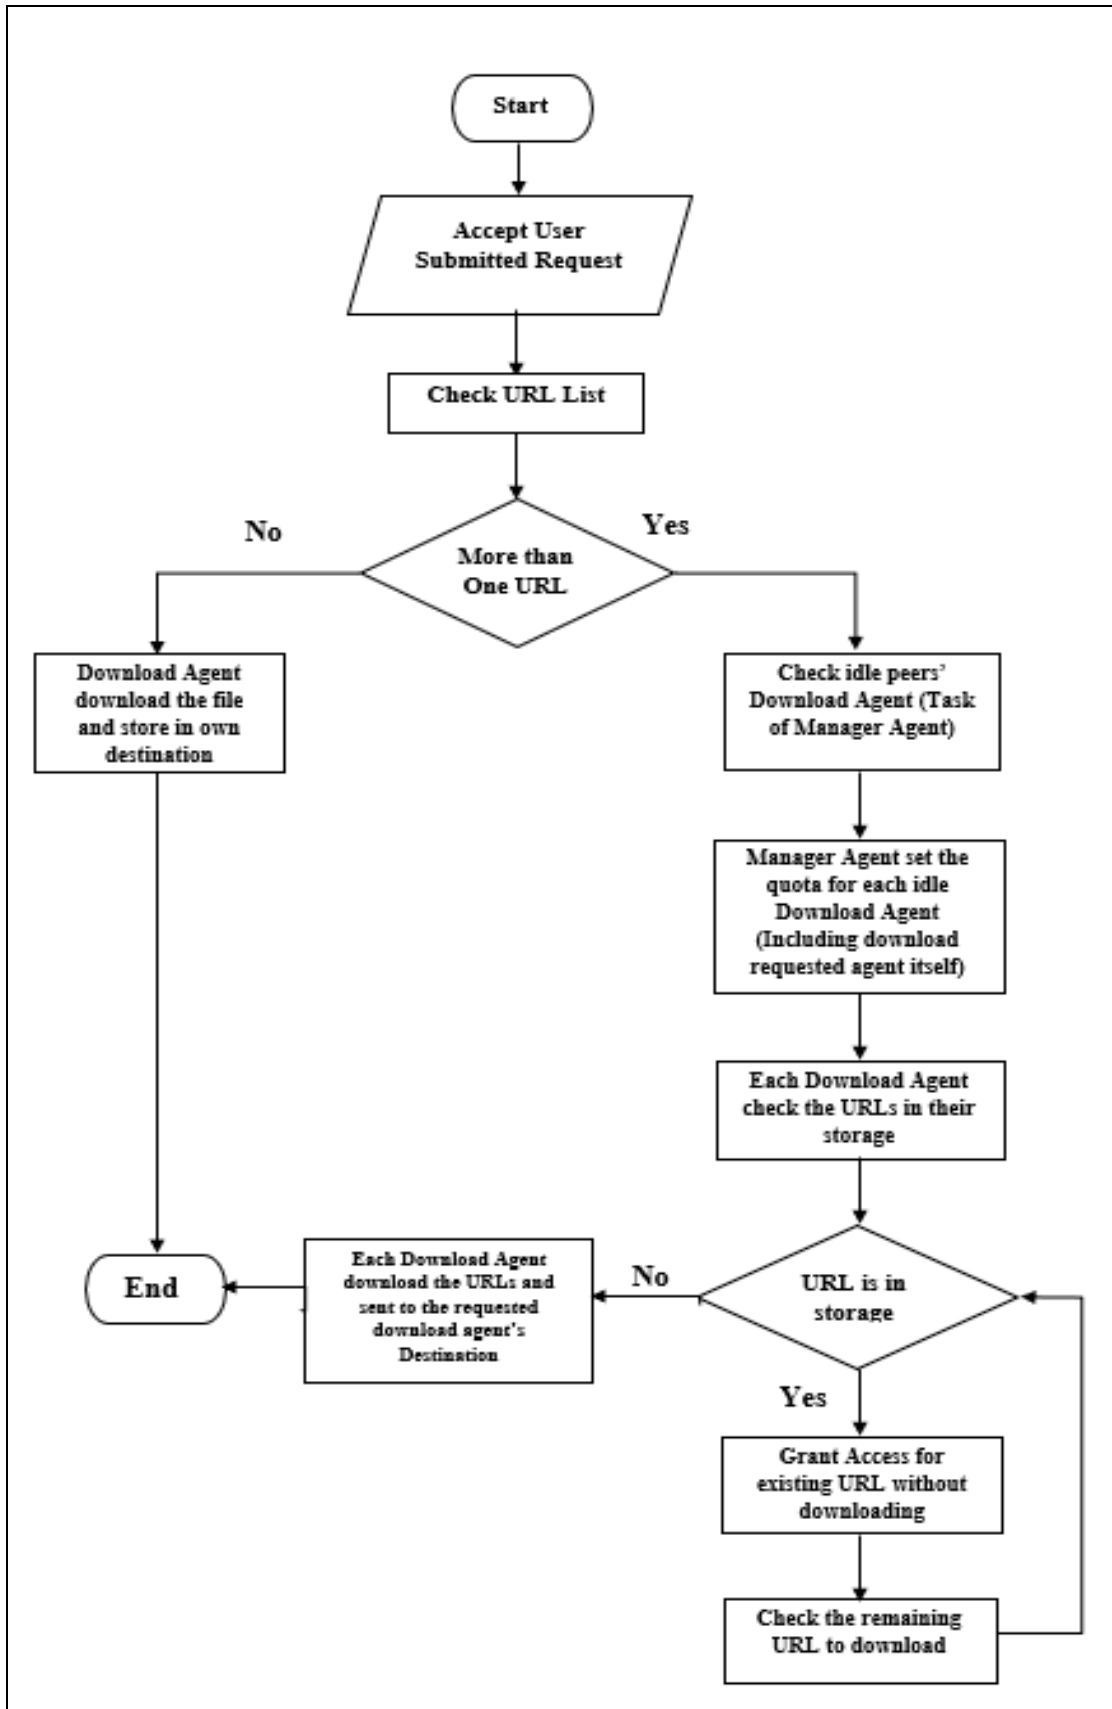 Start
Accept User
Submitted Request
Check URL List
No
Yes
More than
One URL
Download Agent
download the file
and store in own
destination
Check idle peers’
Download Agent (Task
of Manager Agent)
Manager Agent set the
quota for each idle
Download Agent
(Including download
requested agent itself)
Each Download Agent
check the URLs in their
storage
End
Each Download Agent
download the URLs and
sent to the requested
download agent's
Destination
No
URL is in
storage
Yes
Grant Access for
existing URL without
downloading
Check the remaining
URL to download